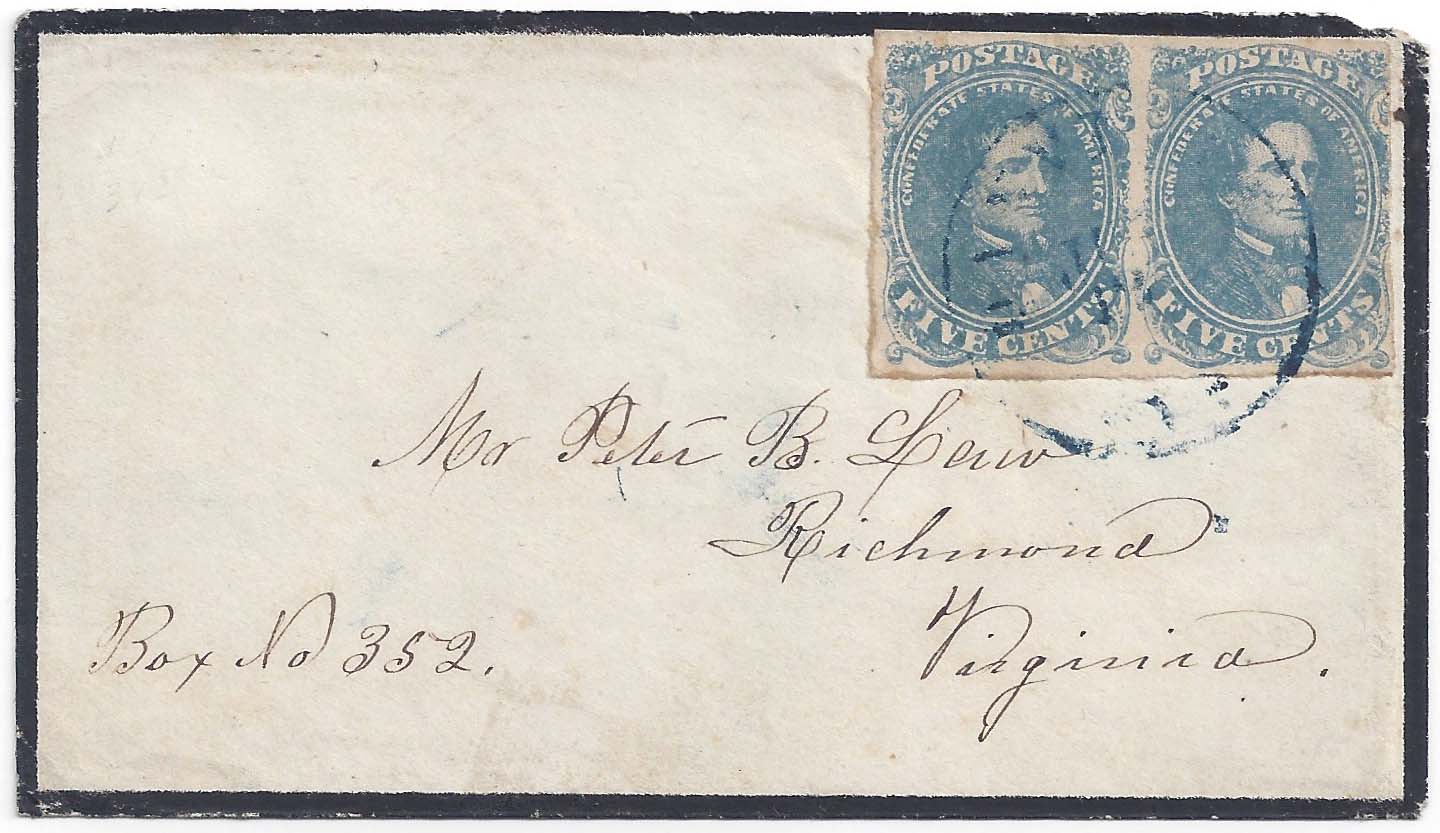 POSTAGE
CONFEDERATE STATES OF AMERICA
FIVE CENTS
POSTAGE
CONFEDERATE STATES OF AMERICA
FIVE CENTS
Mr Peter B.
Richmond
Virginia.
Box No 352.